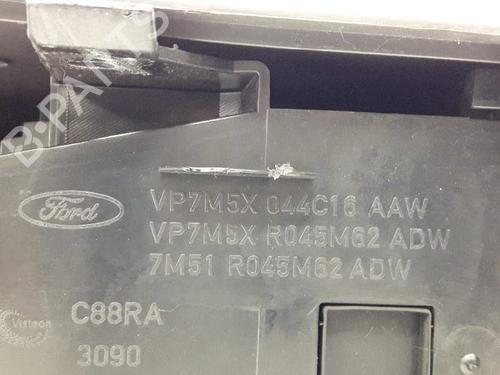 B-PARTS
Ford
VP7M5X 044C16 AAW
VP7M5X R045M62 ADW
7M51 R045M62 ADW
Visteon
C88RA
3090